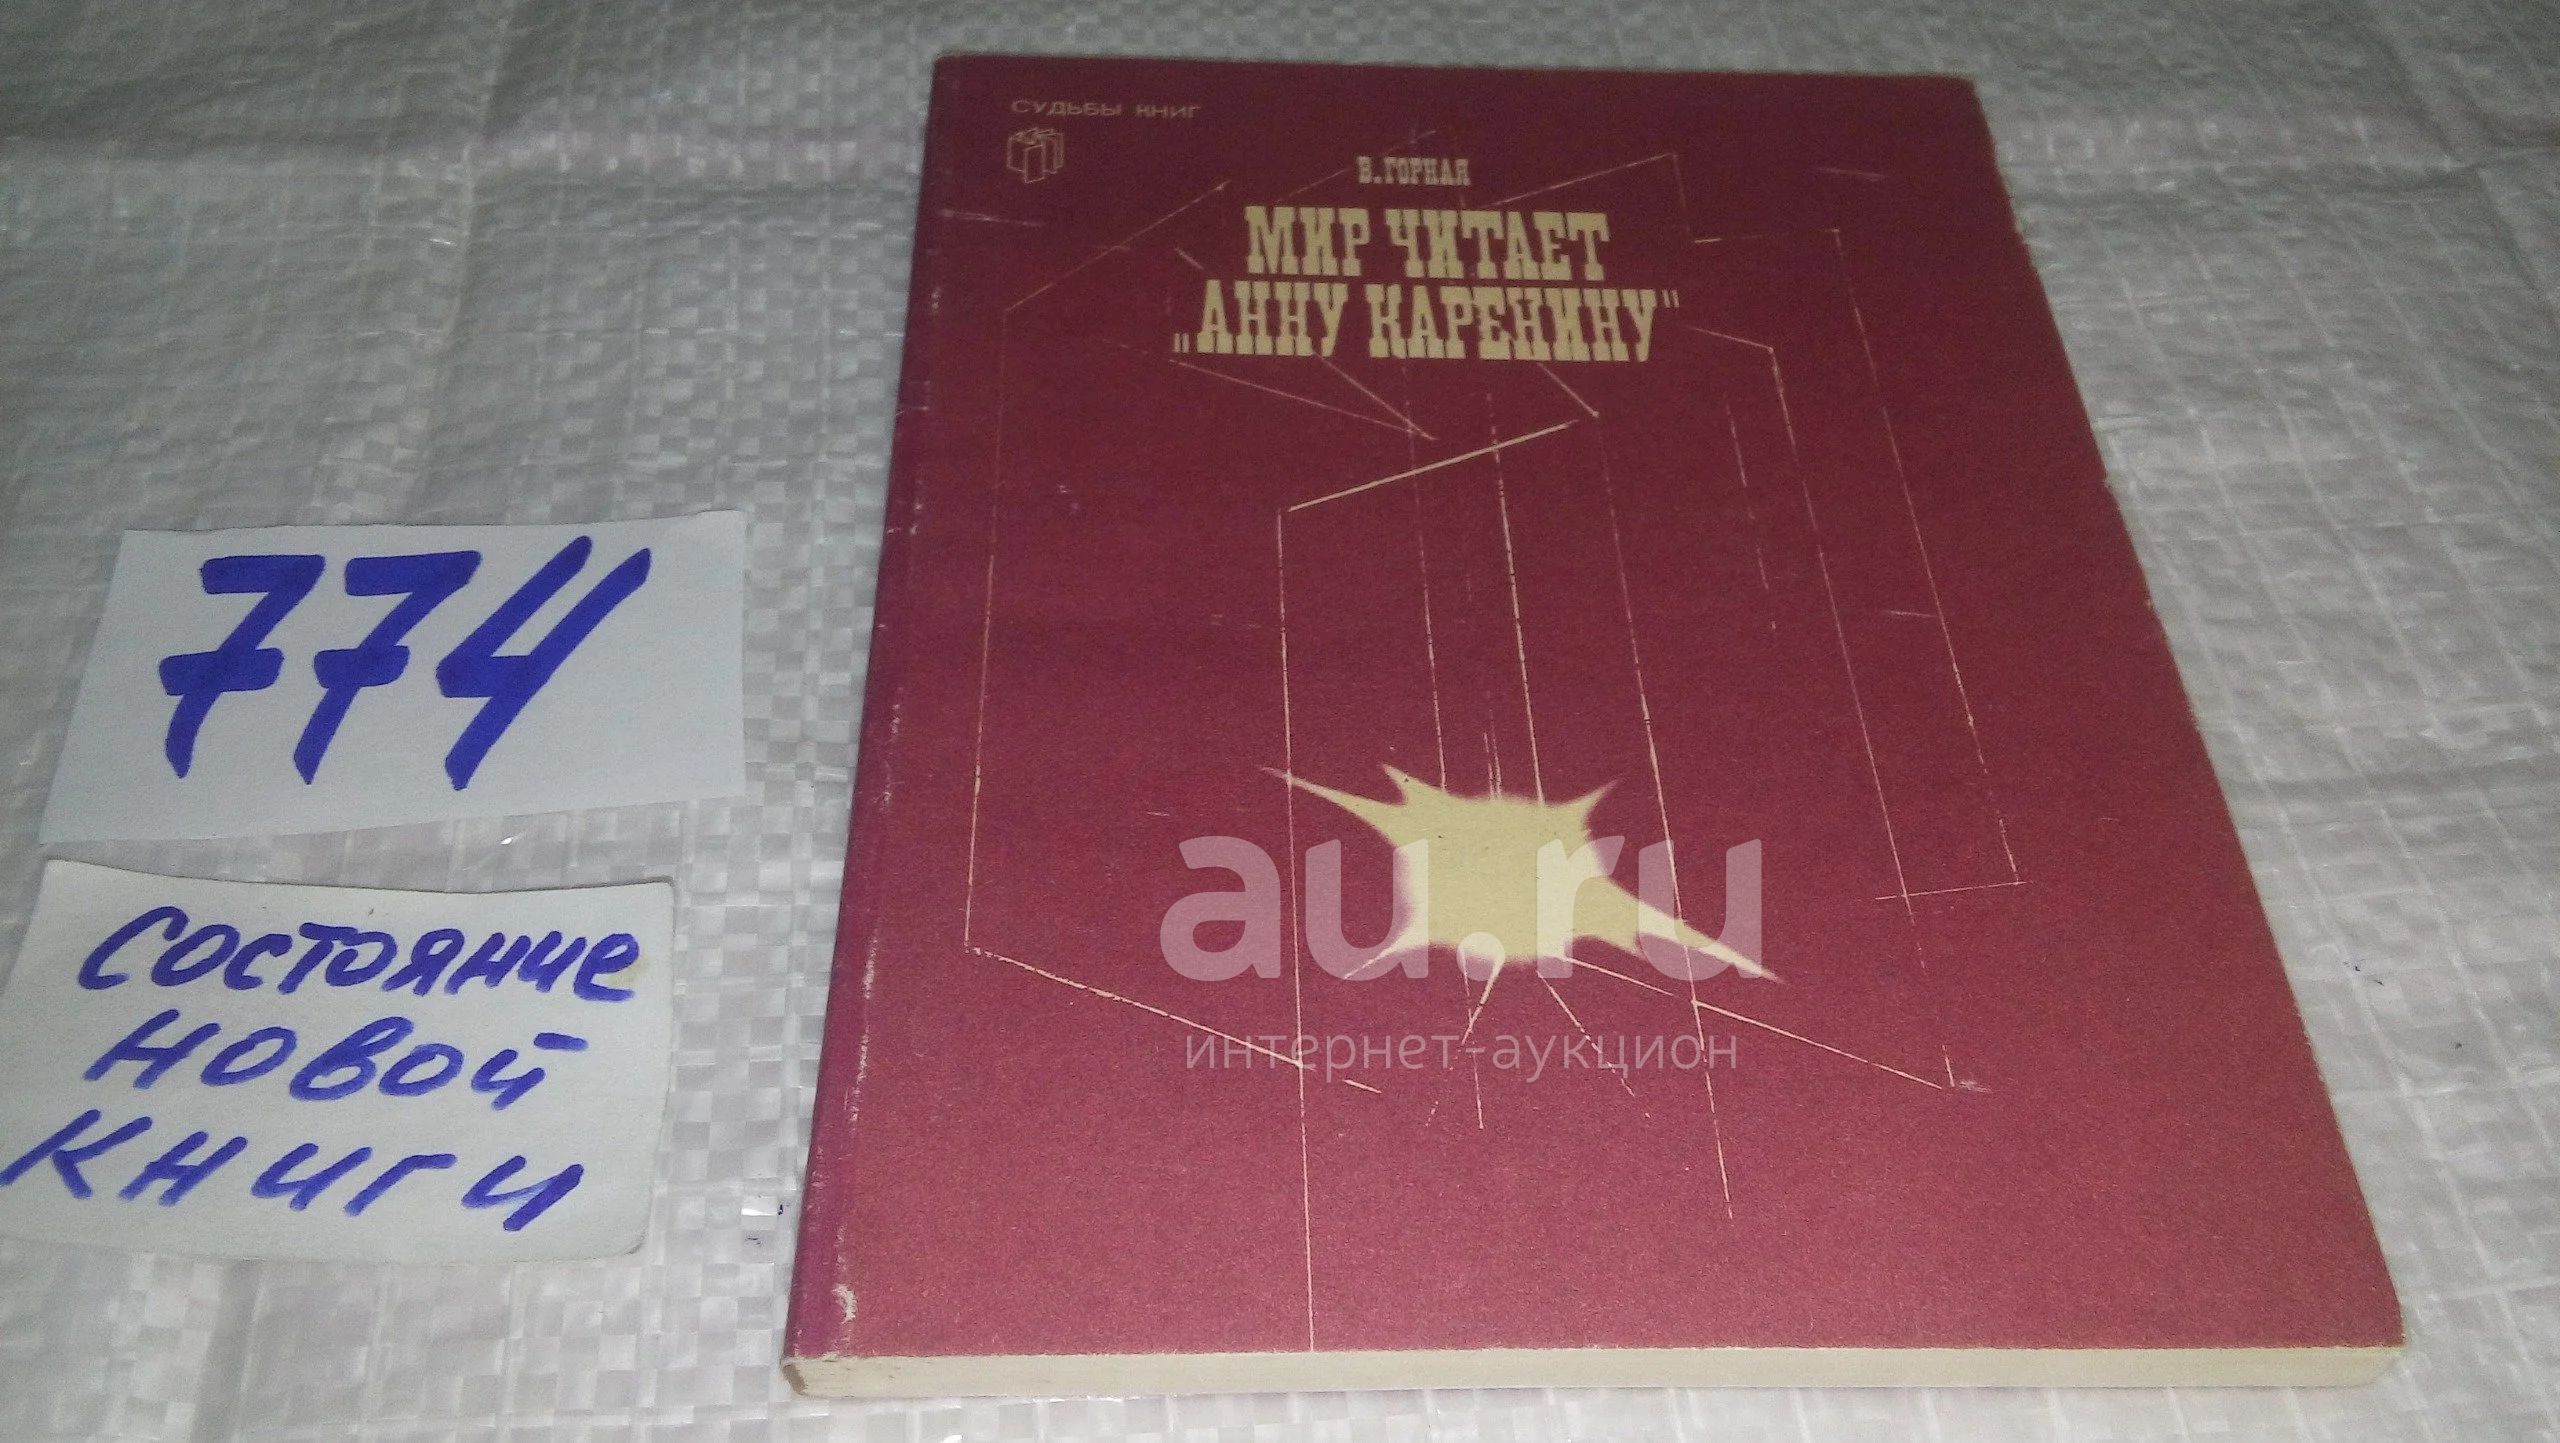 СУДЬБЫ КНИГ
В. ГОРНАЯ
МИР ЧИТАЕТ
„АННУ КАРЕНИНУ"
774
Состояние
новой
книги
au.ru
интернет-аукцион